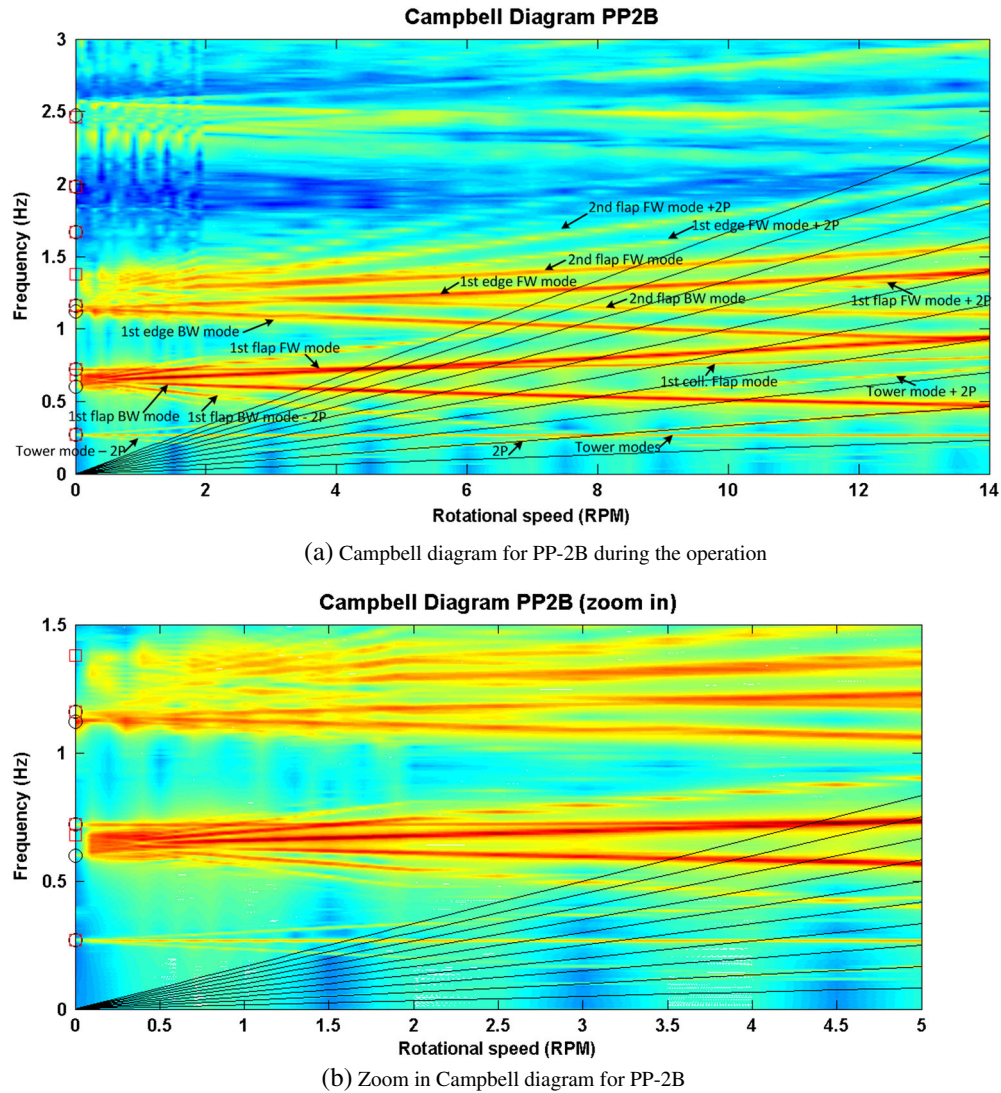 Campbell Diagram PP2B
3
2.5
2
1.5
1
0.5
0
Frequency (Hz)
2nd flap FW mode +2P
1st edge FW mode + 2P
2nd flap FW mode
1st edge FW mode
2nd flap BW mode
1st flap FW mode + 2P
1st edge BW mode
1st flap FW mode
1st coll. Flap mode
1st flap BW mode
1st flap BW mode - 2P
Tower mode + 2P
Tower mode – 2P
2P
Tower modes
0 2 4 6 8 10 12 14
Rotational speed (RPM)
(a) Campbell diagram for PP-2B during the operation
Campbell Diagram PP2B (zoom in)
1.5
1
0.5
0
Frequency (Hz)
0 0.5 1 1.5 2 2.5 3 3.5 4 4.5 5
Rotational speed (RPM)
(b) Zoom in Campbell diagram for PP-2B